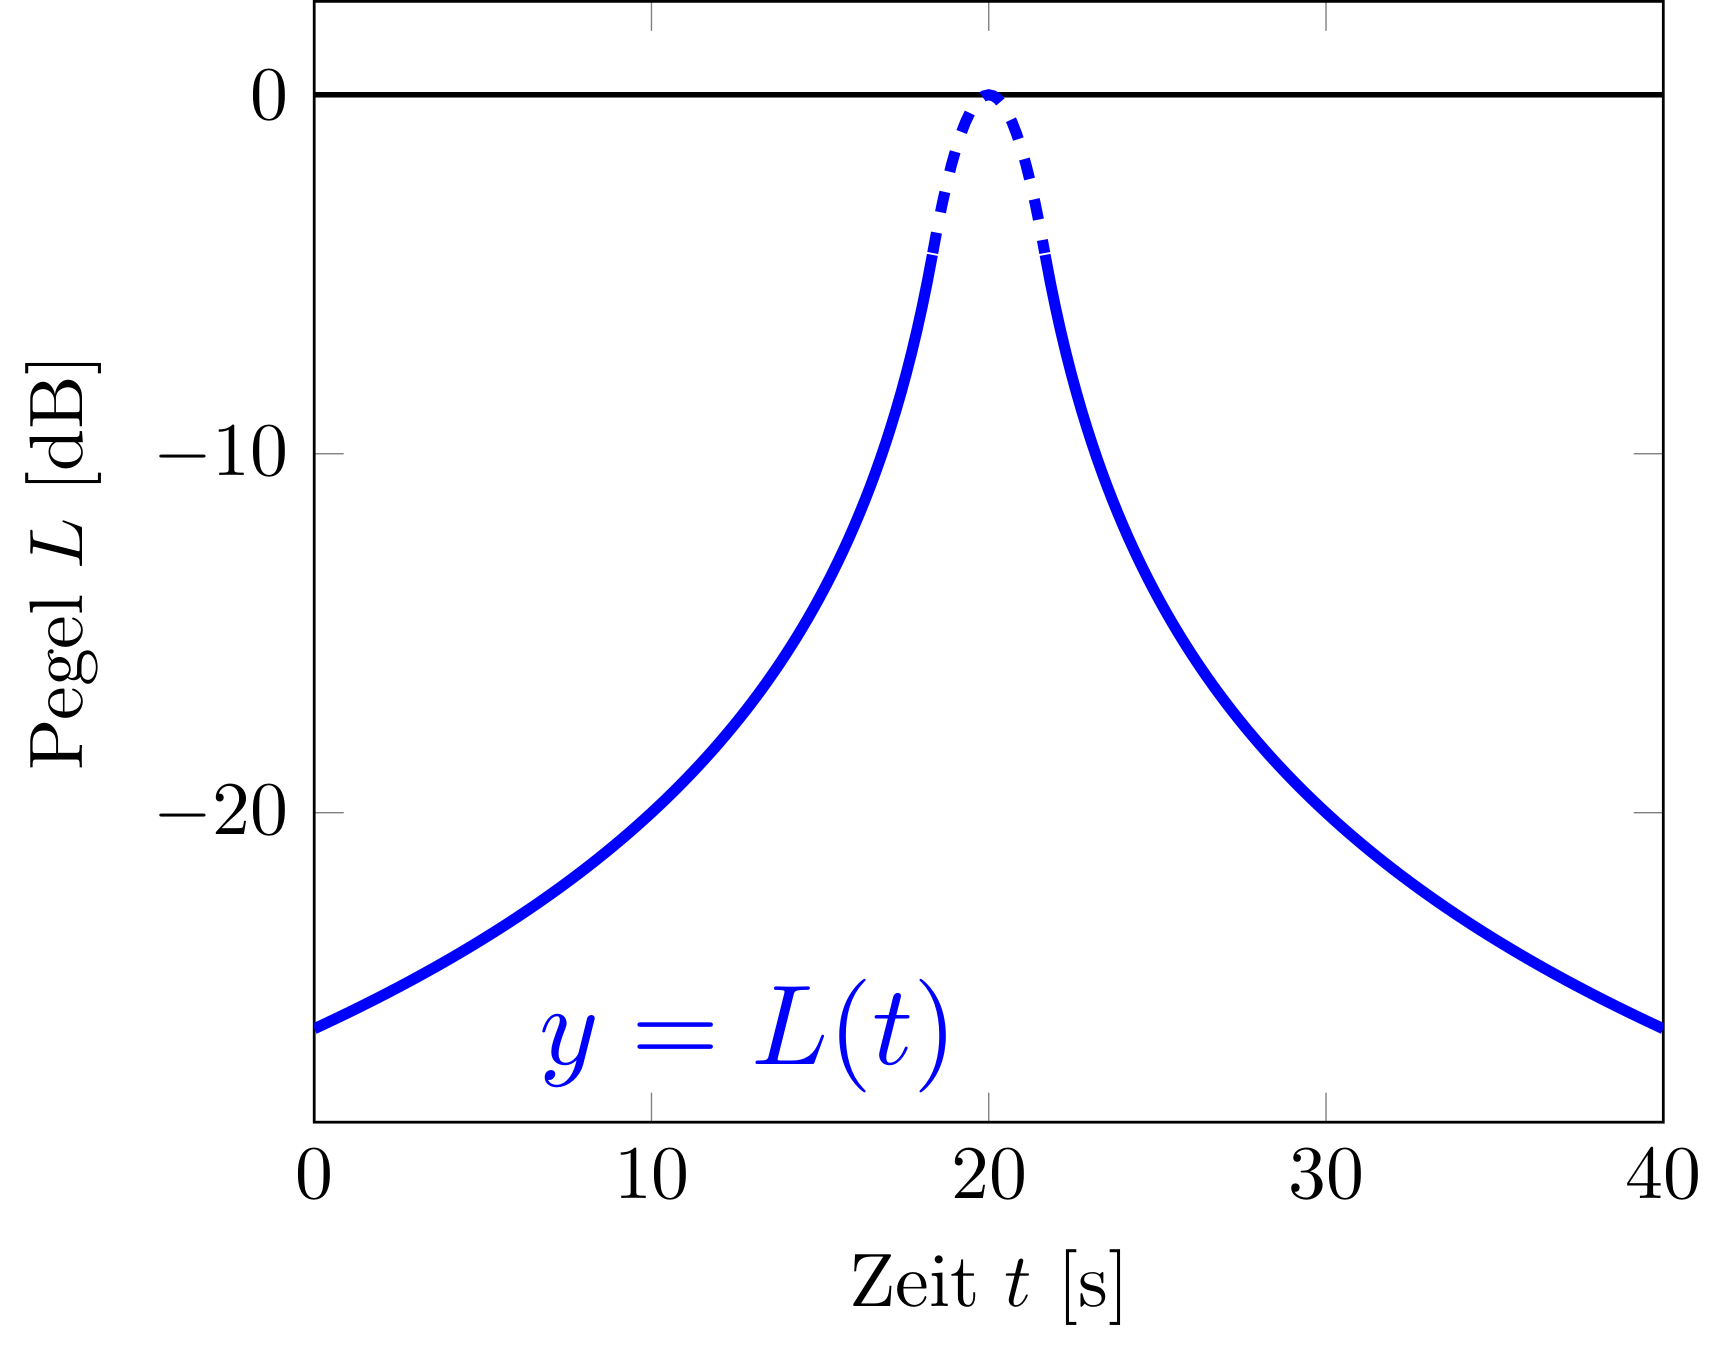 0
−10
−20
Pegel L [dB]
y = L(t)
0 10 20 30 40
Zeit t [s]